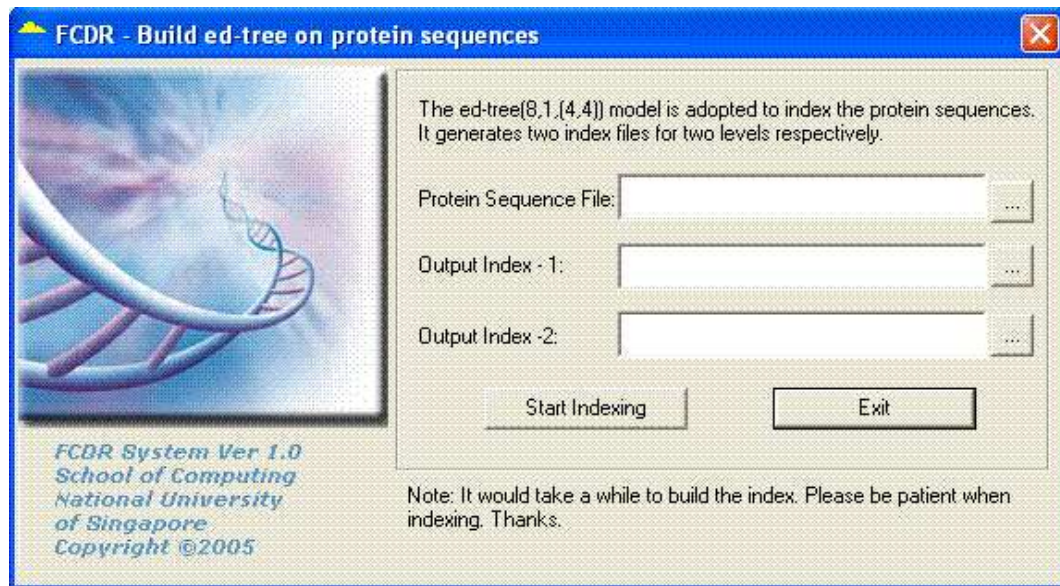 FCDR - Build ed-tree on protein sequences
The ed-tree(8,1,(4,4)) model is adopted to index the protein sequences.
It generates two index files for two levels respectively.
Protein Sequence File:
...
Output Index - 1:
...
Output Index -2:
...
Start Indexing
Exit
FCDR System Ver 1.0
School of Computing
National University
of Singapore
Copyright ©2005
Note: It would take a while to build the index. Please be patient when
indexing. Thanks.